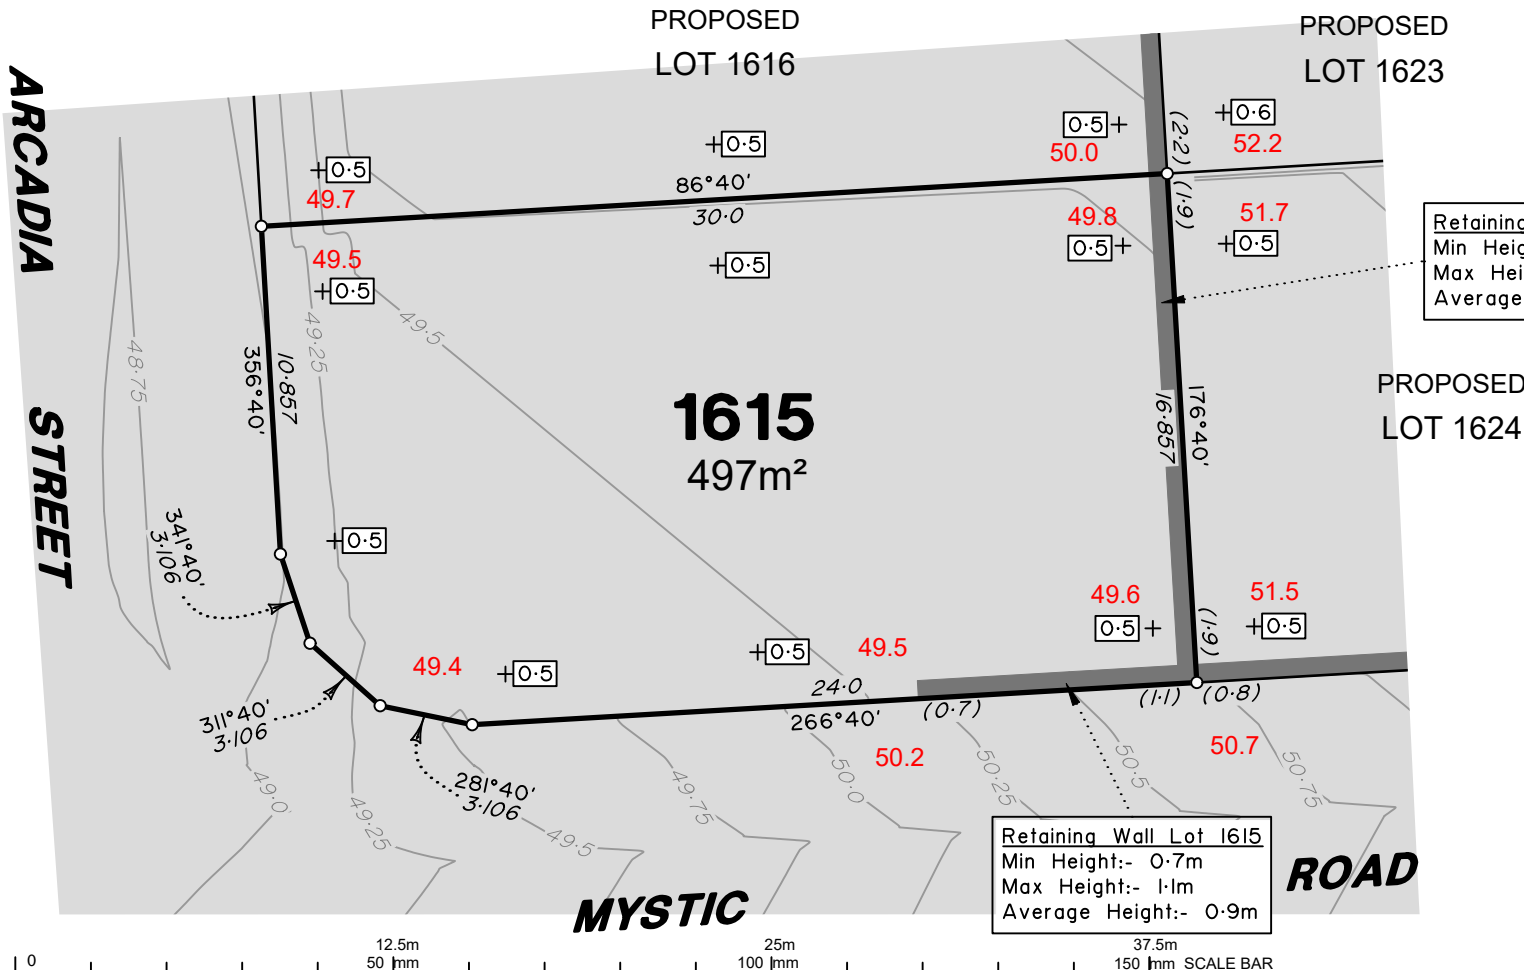 PROPOSED
LOT 1616
PROPOSED
LOT 1623
ARCADIA
STREET
0·5
49.7
0·5
0·5
50.0
(2·2)
0·6
52.2
86°40'
30·0
(1·9)
49.5
0·5
0·5
49.8
0·5
51.7
0·5
Retaining
Min Heig
Max Hei
Average
48·75
356°40'
10·857
49·25
49·5
1615
497m²
16·857
176°40'
PROPOSED
LOT 1624
341°40'
3·106
0·5
49.4
0·5
0·5
49.5
49.6
0·5
(1·9)
51.5
0·5
24·0
266°40'
(0·7)
(1·1)
(0·8)
311°40'
3·106
281°40'
3·106
50.2
50.7
49·0
49·25
49·5
49·75
50·0
50·25
50·5
50·75
Retaining Wall Lot 1615
Min Height:- 0·7m
Max Height:- 1·1m
Average Height:- 0·9m
MYSTIC
ROAD
12.5m
25m
37.5m
0
50 mm
100 mm
150 mm SCALE BAR